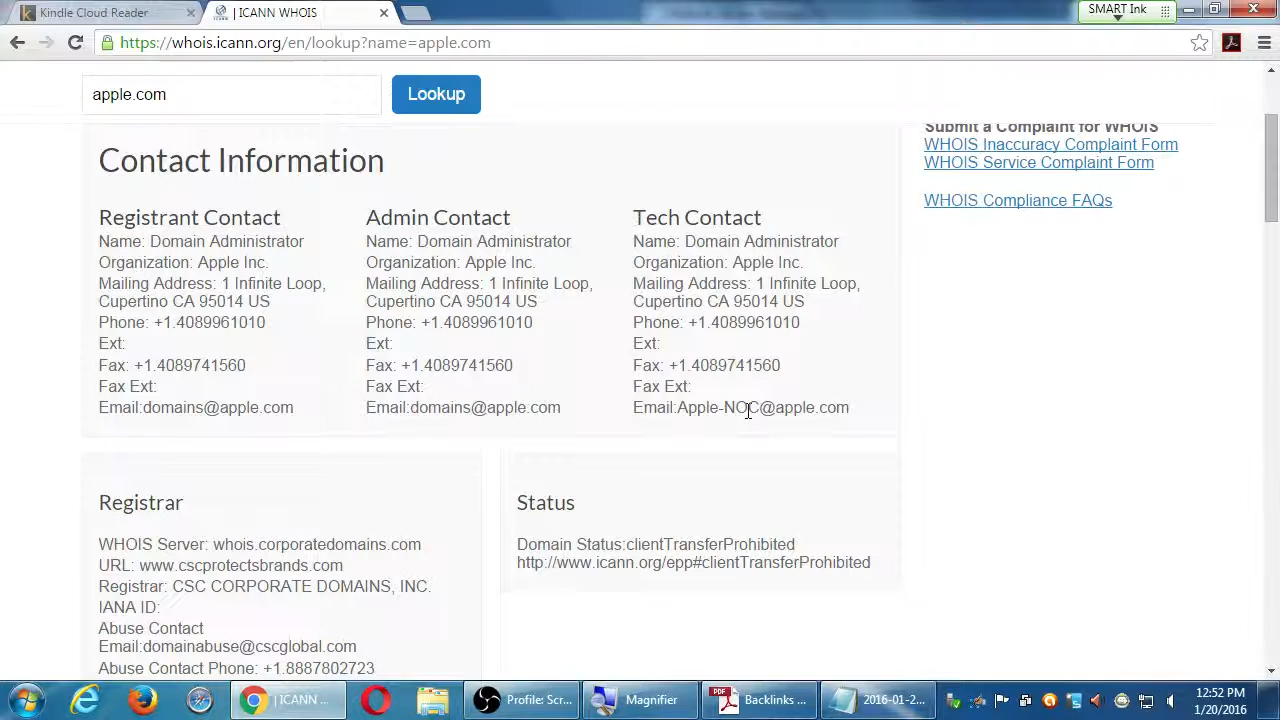 Kindle Cloud Reader
| ICANN WHOIS
SMART Ink
https://whois.icann.org/en/lookup?name=apple.com
apple.com
Lookup
Submit a Complaint for WHOIS
WHOIS Inaccuracy Complaint Form
WHOIS Service Complaint Form
WHOIS Compliance FAQs
Contact Information
Registrant Contact
Name: Domain Administrator
Organization: Apple Inc.
Mailing Address: 1 Infinite Loop,
Cupertino CA 95014 US
Phone: +1.4089961010
Ext:
Fax: +1.4089741560
Fax Ext:
Email:domains@apple.com
Admin Contact
Name: Domain Administrator
Organization: Apple Inc.
Mailing Address: 1 Infinite Loop,
Cupertino CA 95014 US
Phone: +1.4089961010
Ext:
Fax: +1.4089741560
Fax Ext:
Email:domains@apple.com
Tech Contact
Name: Domain Administrator
Organization: Apple Inc.
Mailing Address: 1 Infinite Loop,
Cupertino CA 95014 US
Phone: +1.4089961010
Ext:
Fax: +1.4089741560
Fax Ext:
Email:Apple-NOC@apple.com
Registrar
WHOIS Server: whois.corporatedomains.com
URL: www.cscprotectsbrands.com
Registrar: CSC CORPORATE DOMAINS, INC.
IANA ID:
Abuse Contact
Email:domainabuse@cscglobal.com
Abuse Contact Phone: +1.8887802723
Status
Domain Status:clientTransferProhibited
http://www.icann.org/epp#clientTransferProhibited
| ICANN ...
Profile: Scr...
Magnifier
PDF
Backlinks ...
2016-01-2...
12:52 PM
1/20/2016